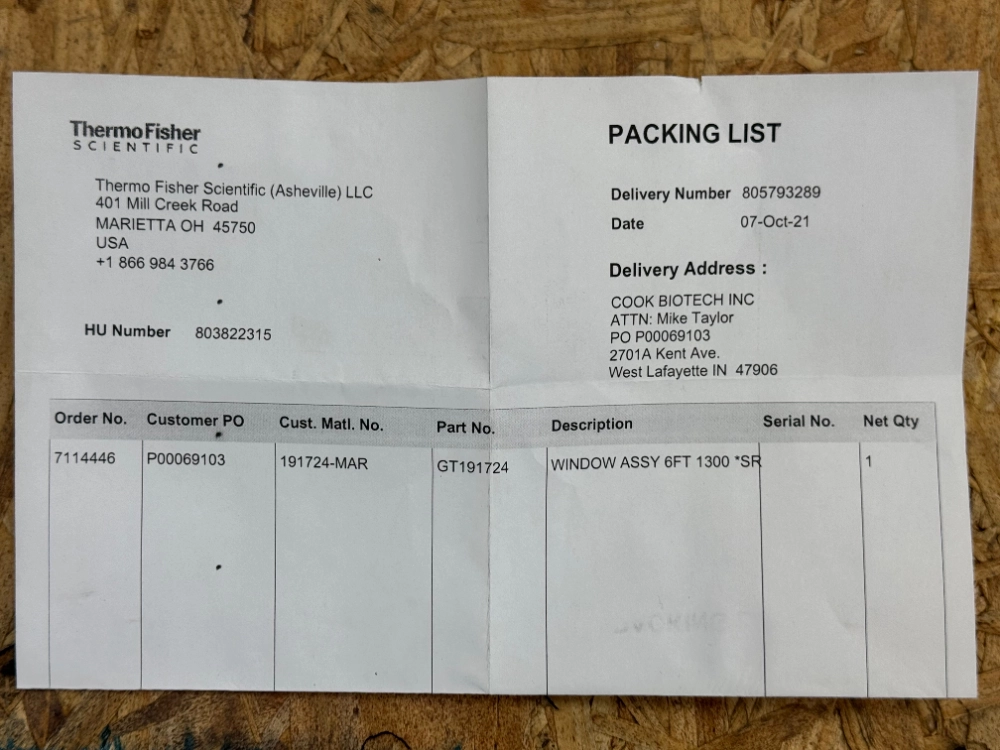 ThermoFisher
SCIENTIFIC
Thermo Fisher Scientific (Asheville) LLC
401 Mill Creek Road
MARIETTA OH 45750
USA
+1 866 984 3766
HU Number 803822315
PACKING LIST
Delivery Number 805793289
Date 07-Oct-21
Delivery Address :
COOK BIOTECH INC
ATTN: Mike Taylor
PO P00069103
2701A Kent Ave.
West Lafayette IN 47906
Order No. Customer PO Cust. Matl. No. Part No. Description Serial No. Net Qty
7114446 P00069103 191724-MAR GT191724 WINDOW ASSY 6FT 1300 *SR 1